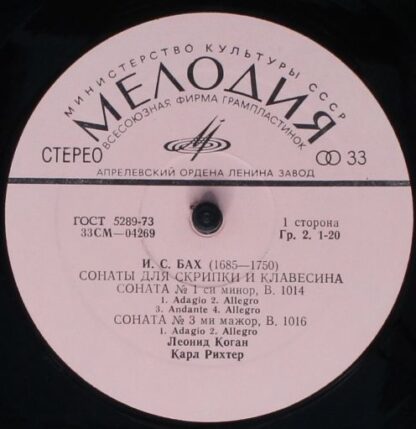 МИНИСТЕРСТВО КУЛЬТУРЫ СССР
МЕЛОДИЯ
ВСЕСОЮЗНАЯ ФИРМА ГРАМПЛАСТИНОК
СТЕРЕО
33
АПРЕЛЕВСКИЙ ОРДЕНА ЛЕНИНА ЗАВОД
ГОСТ 5289-73
33СМ—04269
1 сторона
Гр. 2. 1-20
И. С. БАХ (1685—1750)
СОНАТЫ ДЛЯ СКРИПКИ И КЛАВЕСИНА
СОНАТА № 1 си минор, В. 1014
1. Adagio 2. Allegro
3. Andante 4. Allegro
СОНАТА № 3 ми мажор, В. 1016
1. Adagio 2. Allegro
Леонид Коган
Карл Рихтер